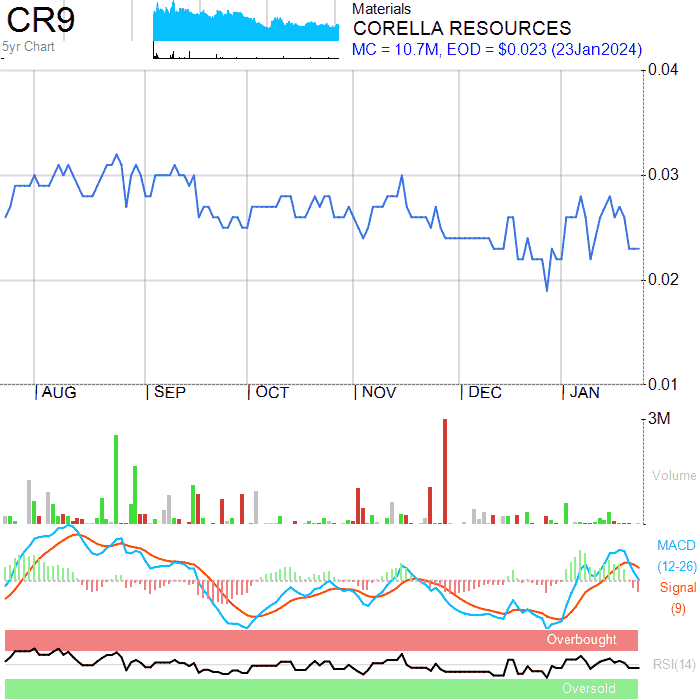 CR9
5yr Chart
Materials
CORELLA RESOURCES
MC = 10.7M, EOD = $0.023 (23Jan2024)
0.04
0.03
0.02
0.01
AUG SEP OCT NOV DEC JAN
3M
Volume
MACD
(12-26)
Signal
(9)
Overbought
RSI(14)
Oversold